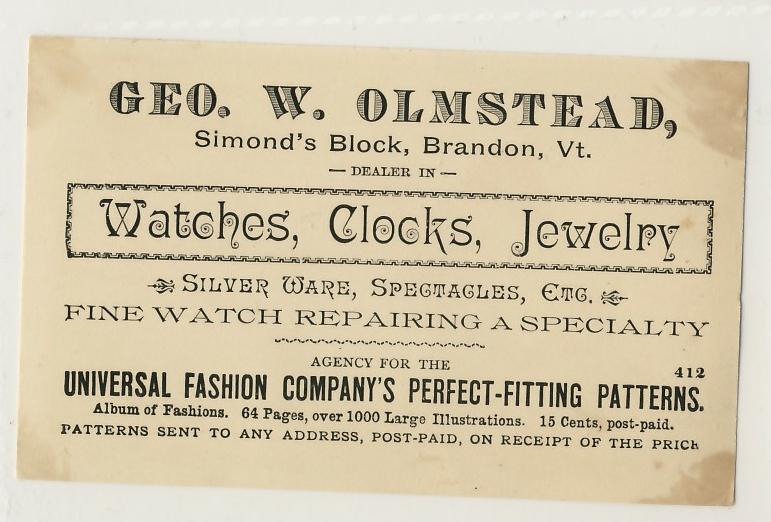 GEO. W. OLMSTEAD,
Simond's Block, Brandon, Vt.
— DEALER IN —
Watches, Clocks, Jewelry
SILVER WARE, SPECTACLES, ETC.
FINE WATCH REPAIRING A SPECIALTY
AGENCY FOR THE
412
UNIVERSAL FASHION COMPANY'S PERFECT-FITTING PATTERNS.
Album of Fashions. 64 Pages, over 1000 Large Illustrations. 15 Cents, post-paid.
PATTERNS SENT TO ANY ADDRESS, POST-PAID, ON RECEIPT OF THE PRICE